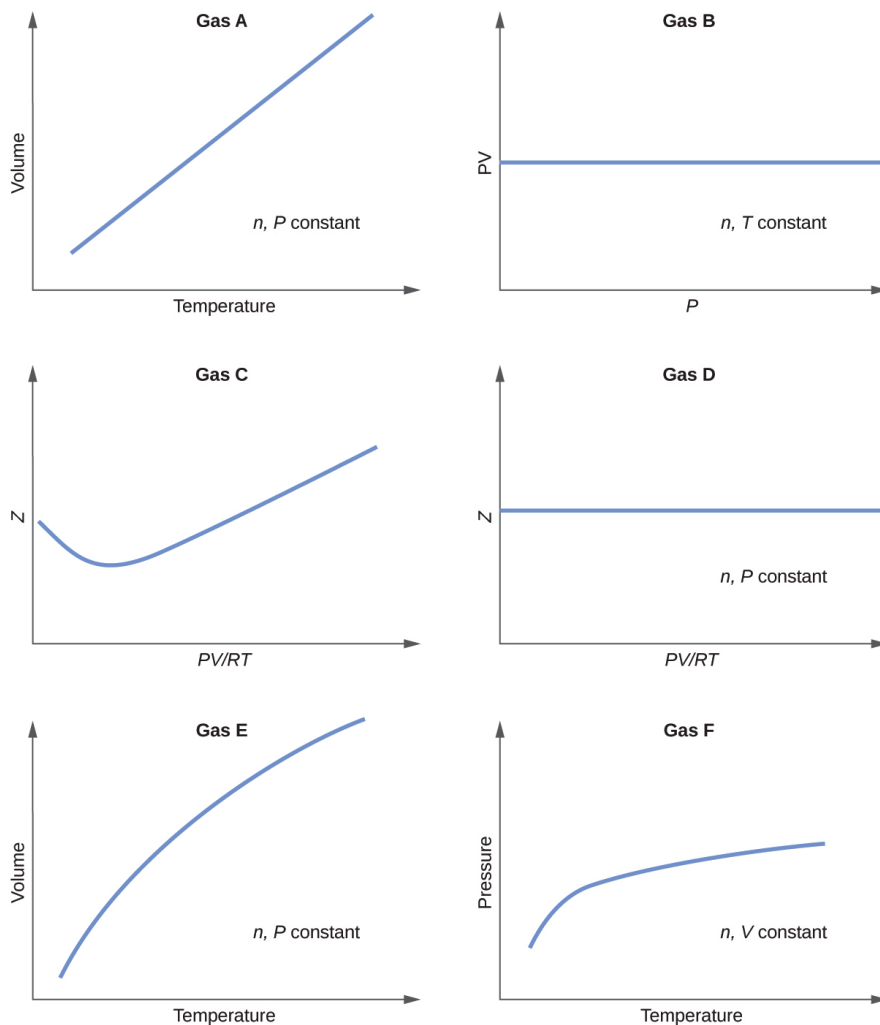 Gas A
Volume
n, P constant
Temperature
Gas B
PV
n, T constant
P
Gas C
Z
PV/RT
Gas D
Z
n, P constant
PV/RT
Gas E
Volume
n, P constant
Temperature
Gas F
Pressure
n, V constant
Temperature